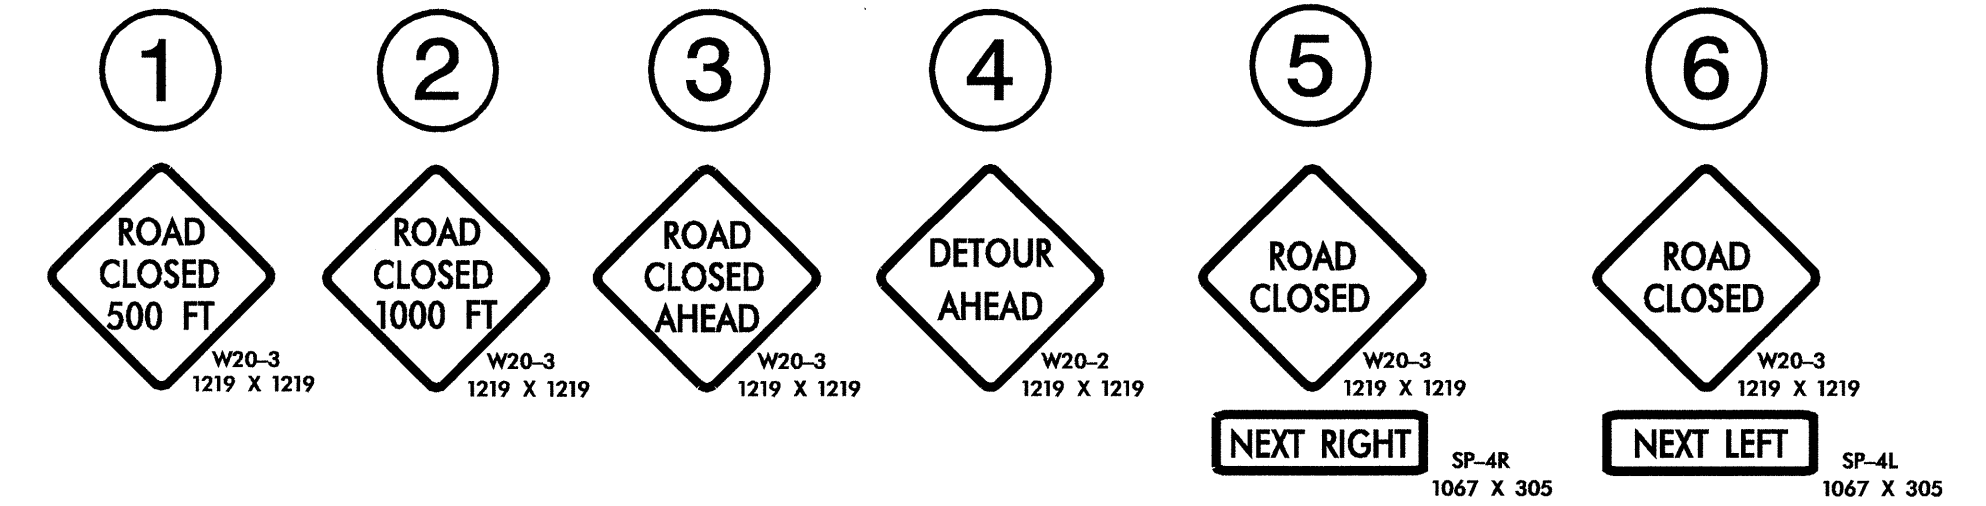 1
ROAD
CLOSED
500 FT
W20-3
1219 X 1219
2
ROAD
CLOSED
1000 FT
W20-3
1219 X 1219
3
ROAD
CLOSED
AHEAD
W20-3
1219 X 1219
4
DETOUR
AHEAD
W20-2
1219 X 1219
5
ROAD
CLOSED
W20-3
1219 X 1219
NEXT RIGHT
SP-4R
1067 X 305
6
ROAD
CLOSED
W20-3
1219 X 1219
NEXT LEFT
SP-4L
1067 X 305